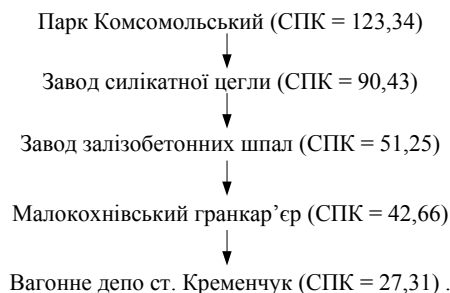 Парк Комсомольський (СПК = 123,34)
Завод силікатної цегли (СПК = 90,43)
Завод залізобетонних шпал (СПК = 51,25)
Малокохнівський гранкар’єр (СПК = 42,66)
Вагонне депо ст. Кременчук (СПК = 27,31) .